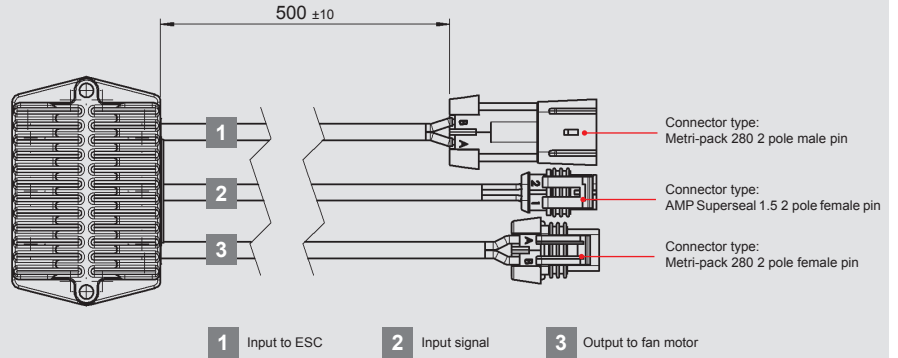 500 ±10
1
2
3
B
A
2
1
A
B
Connector type:
Metri-pack 280 2 pole male pin
Connector type:
AMP Superseal 1.5 2 pole female pin
Connector type:
Metri-pack 280 2 pole female pin
1 Input to ESC
2 Input signal
3 Output to fan motor